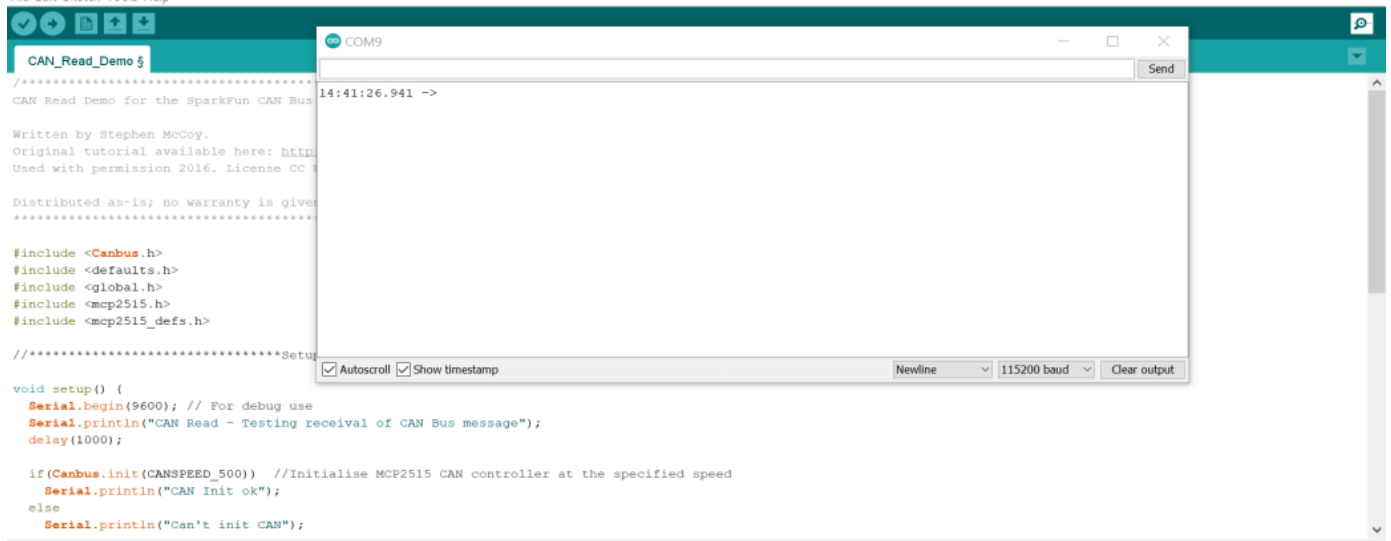 CAN_Read_Demo §
/*************************************
CAN Read Demo for the SparkFun CAN Bus
Written by Stephen McCoy.
Original tutorial available here: http
Used with permission 2016. License CC
Distributed as-is; no warranty is given
**************************************
#include <Canbus.h>
#include <defaults.h>
#include <global.h>
#include <mcp2515.h>
#include <mcp2515_defs.h>
//********************************Setup
void setup() {
Serial.begin(9600); // For debug use
Serial.println("CAN Read - Testing receival of CAN Bus message");
delay(1000);
if(Canbus.init(CANSPEED_500)) //Initialise MCP2515 CAN controller at the specified speed
Serial.println("CAN Init ok");
else
Serial.println("Can't init CAN");
COM9
Send
14:41:26.941 ->
Autoscroll Show timestamp
Newline 115200 baud Clear output